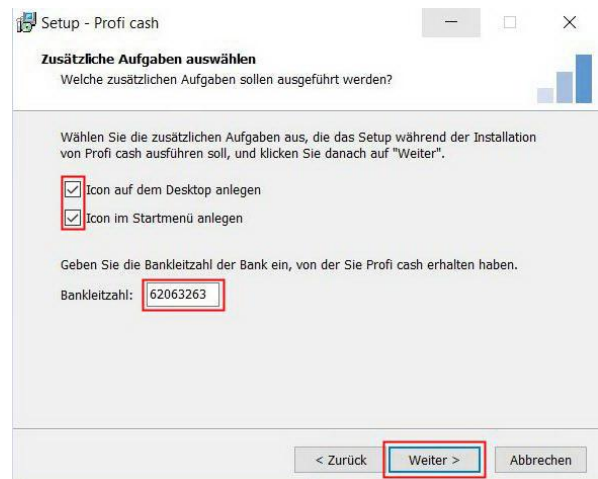 Setup - Profi cash
Zusätzliche Aufgaben auswählen
Welche zusätzlichen Aufgaben sollen ausgeführt werden?
Wählen Sie die zusätzlichen Aufgaben aus, die das Setup während der Installation
von Profi cash ausführen soll, und klicken Sie danach auf "Weiter".
Icon auf dem Desktop anlegen
Icon im Startmenü anlegen
Geben Sie die Bankleitzahl der Bank ein, von der Sie Profi cash erhalten haben.
Bankleitzahl: 62063263
< Zurück Weiter > Abbrechen